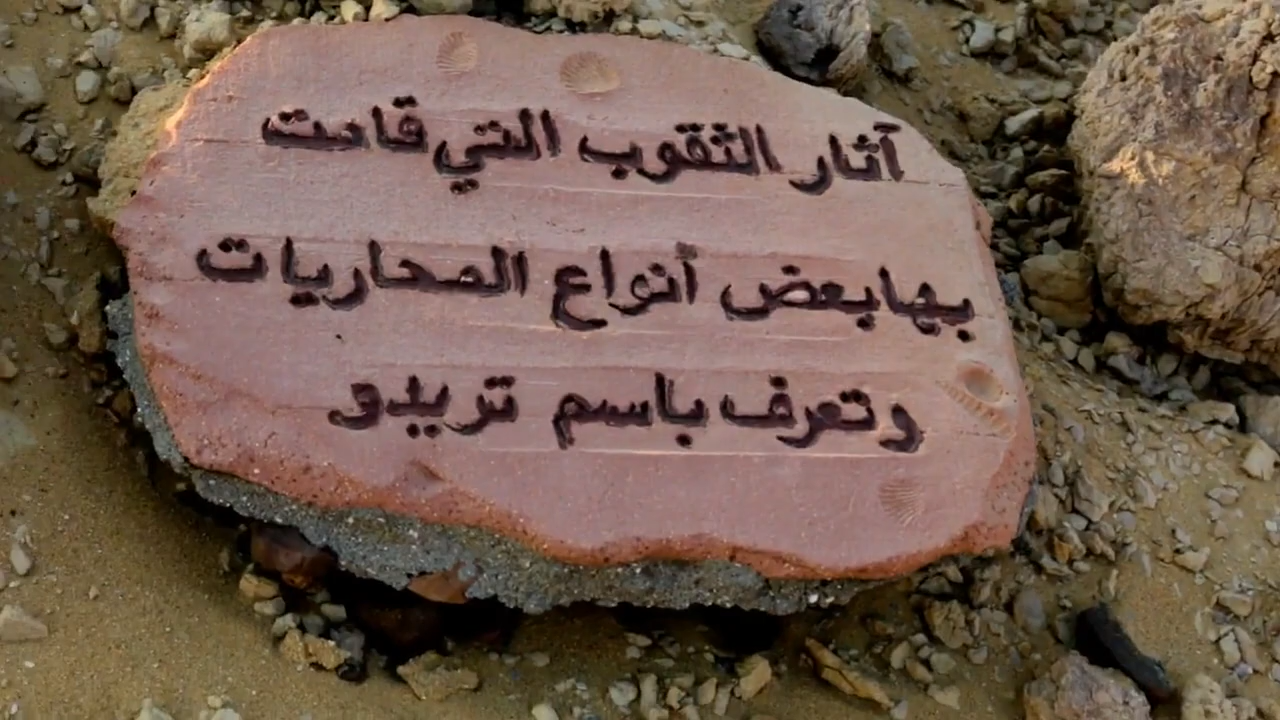 آثار الثقوب التي قامت
بها بعض أنواع المحاريات
وتعرف باسم تريدو